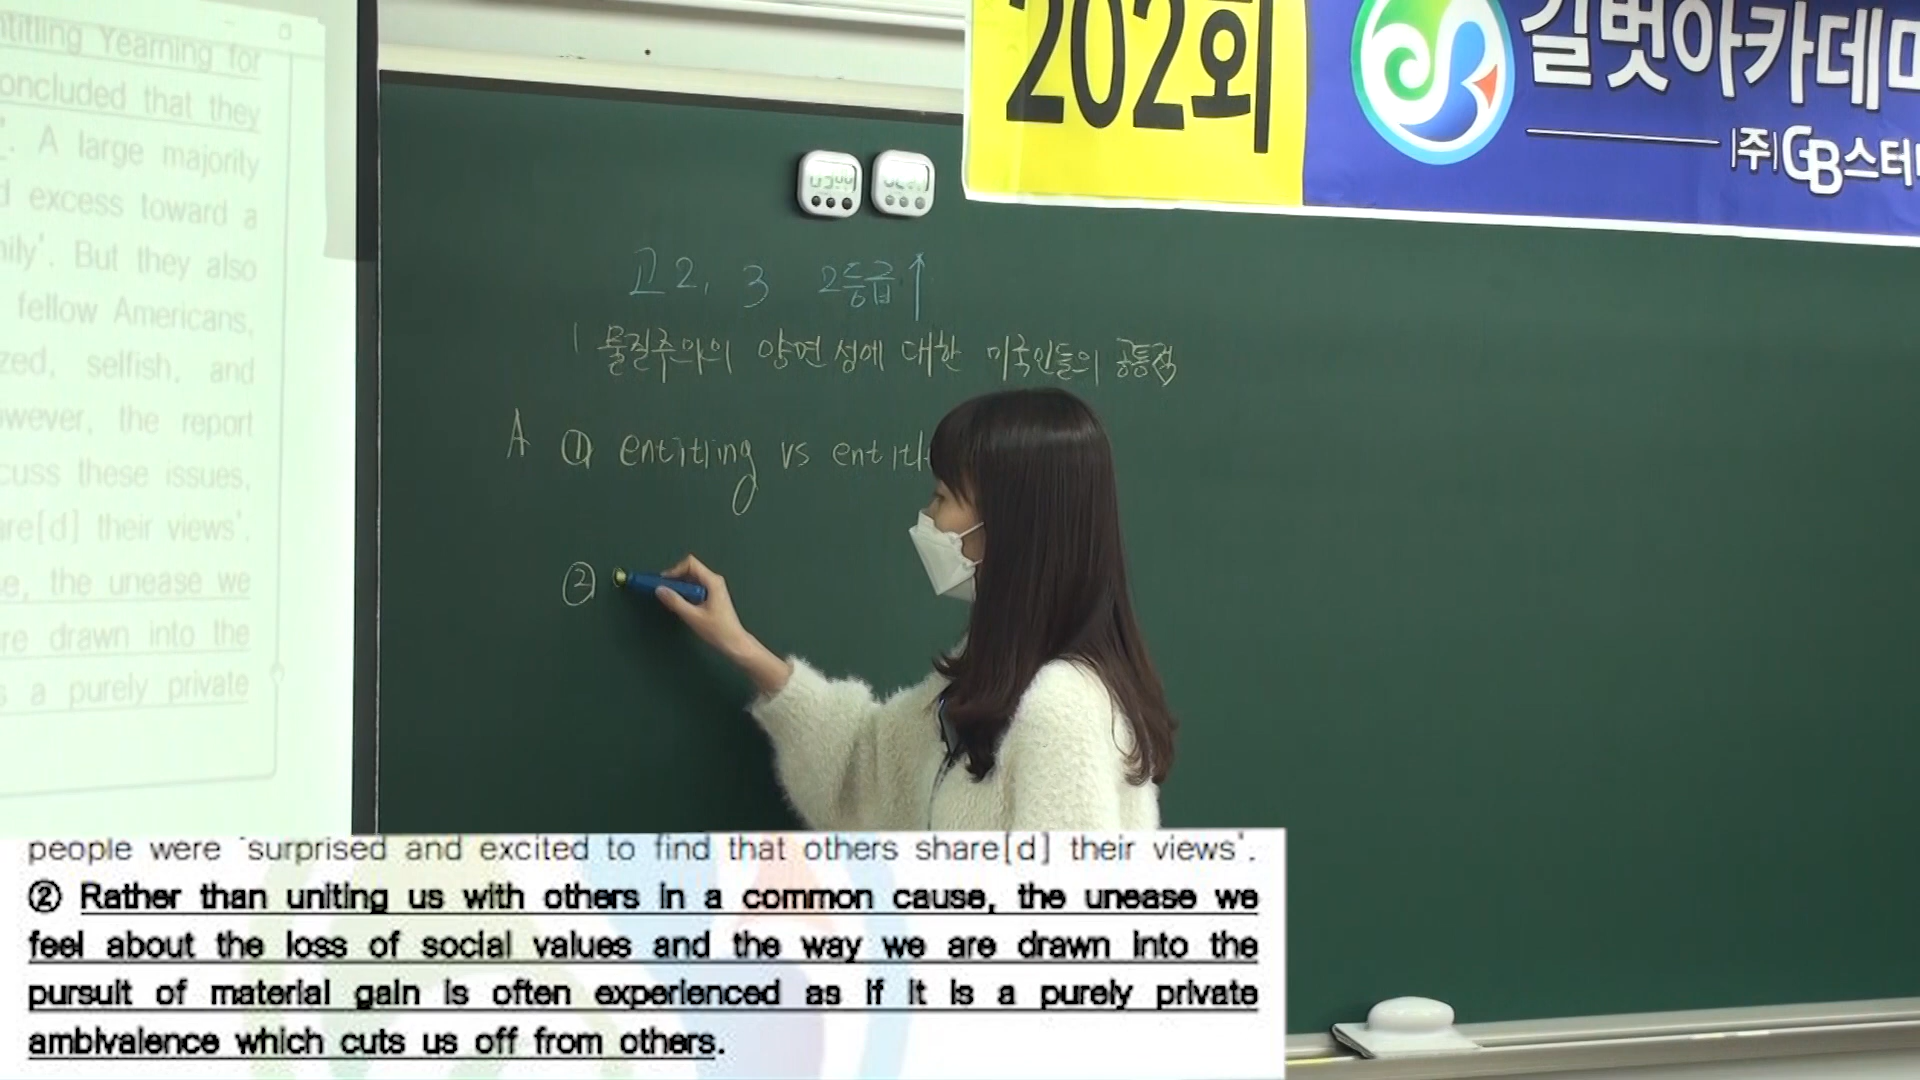 titling Yearning for
oncluded that they
'. A large majority
d excess toward a
ily'. But they also
fellow Americans,
zed, selfish, and
wever, the report
cuss these issues,
are[d] their views'.
e, the unease we
re drawn into the
s a purely private
202회
길벗아카데미
(주)GB스터
고2, 3 2등급↑
1 물질주의의 양면성에 대한 미국인들의 공통점
A ① entitling vs entitl
②
people were 'surprised and excited to find that others share[d] their views'.
② Rather than uniting us with others in a common cause, the unease we
feel about the loss of social values and the way we are drawn into the
pursuit of material gain is often experienced as if it is a purely private
ambivalence which cuts us off from others.